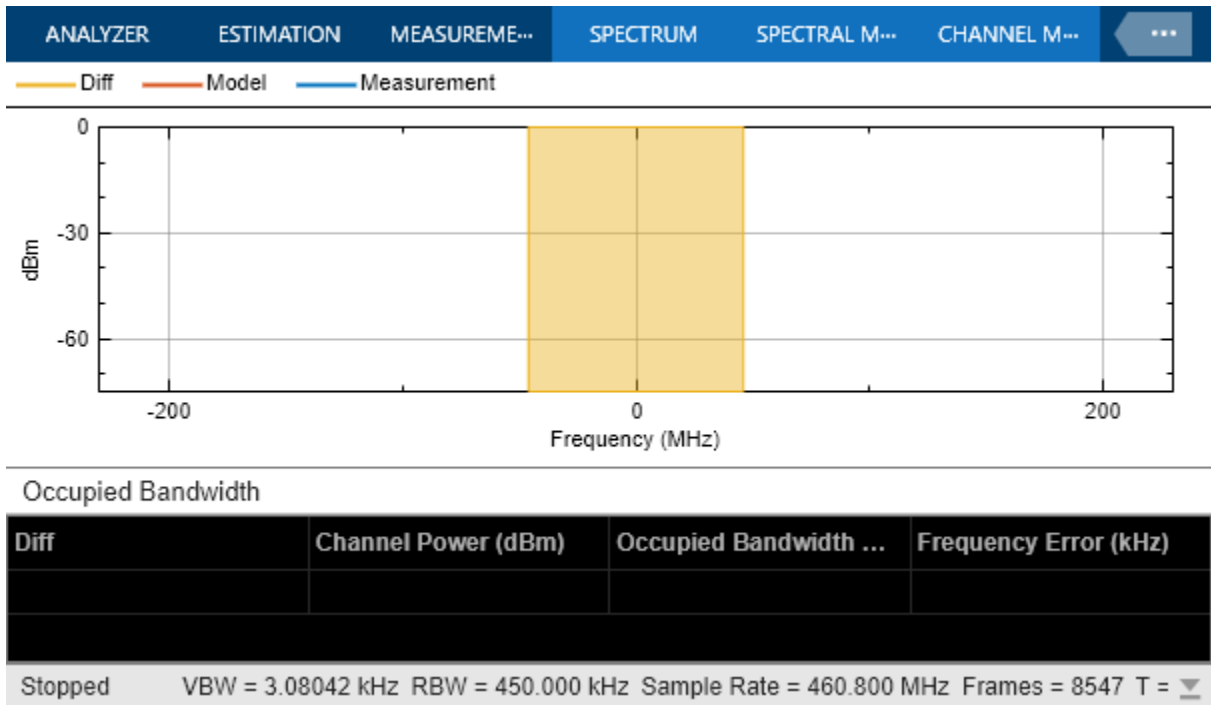 ANALYZER ESTIMATION MEASUREME... SPECTRUM SPECTRAL M... CHANNEL M... ...
Diff Model Measurement
0
-30
-60
dBm
-200 0 200
Frequency (MHz)
Occupied Bandwidth
Diff Channel Power (dBm) Occupied Bandwidth ... Frequency Error (kHz)
Stopped VBW = 3.08042 kHz RBW = 450.000 kHz Sample Rate = 460.800 MHz Frames = 8547 T =